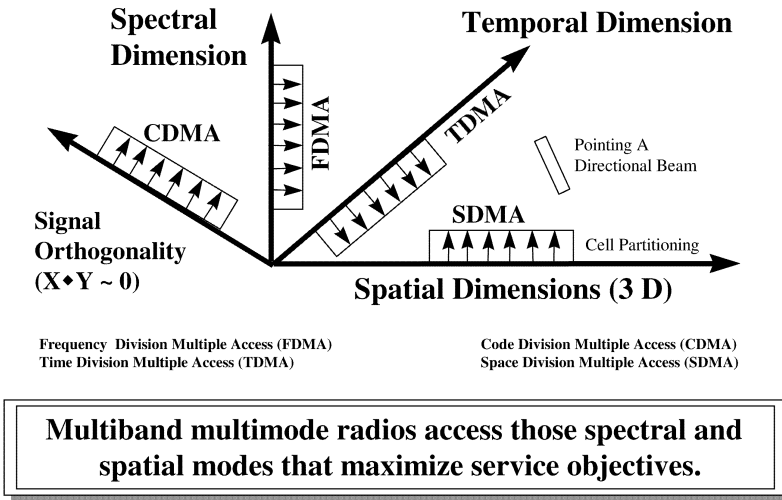 Spectral
Dimension
Temporal Dimension
CDMA
FDMA
TDMA
Pointing A
Directional Beam
Signal
Orthogonality
(X◆Y ~ 0)
SDMA
Cell Partitioning
Spatial Dimensions (3 D)
Frequency Division Multiple Access (FDMA)
Time Division Multiple Access (TDMA)
Code Division Multiple Access (CDMA)
Space Division Multiple Access (SDMA)
Multiband multimode radios access those spectral and
spatial modes that maximize service objectives.